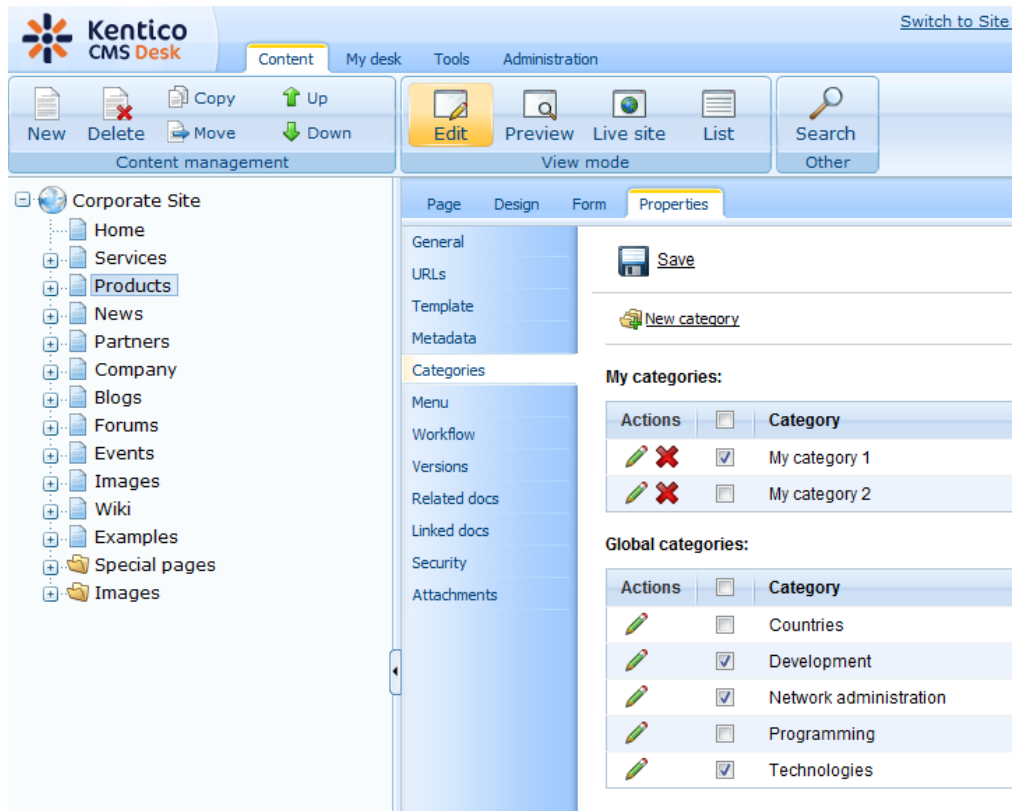 Kentico
CMS Desk
Switch to Site
Content My desk Tools Administration
New Delete Copy Move Up Down
Content management
Edit Preview Live site List
View mode
Search
Other
Corporate Site
Home
Services
Products
News
Partners
Company
Blogs
Forums
Events
Images
Wiki
Examples
Special pages
Images
Page Design Form Properties
General
URLs
Template
Metadata
Categories
Menu
Workflow
Versions
Related docs
Linked docs
Security
Attachments
Save
New category
My categories:
Actions Category
My category 1
My category 2
Global categories:
Actions Category
Countries
Development
Network administration
Programming
Technologies